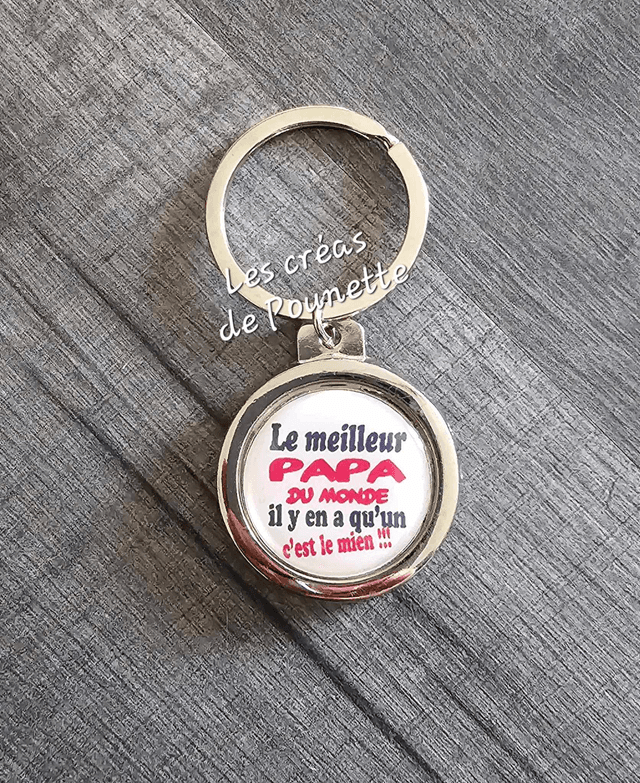 Les créas
de Pounette
Le meilleur
PAPA
DU MONDE
il y en a qu'un
c'est le mien !!!